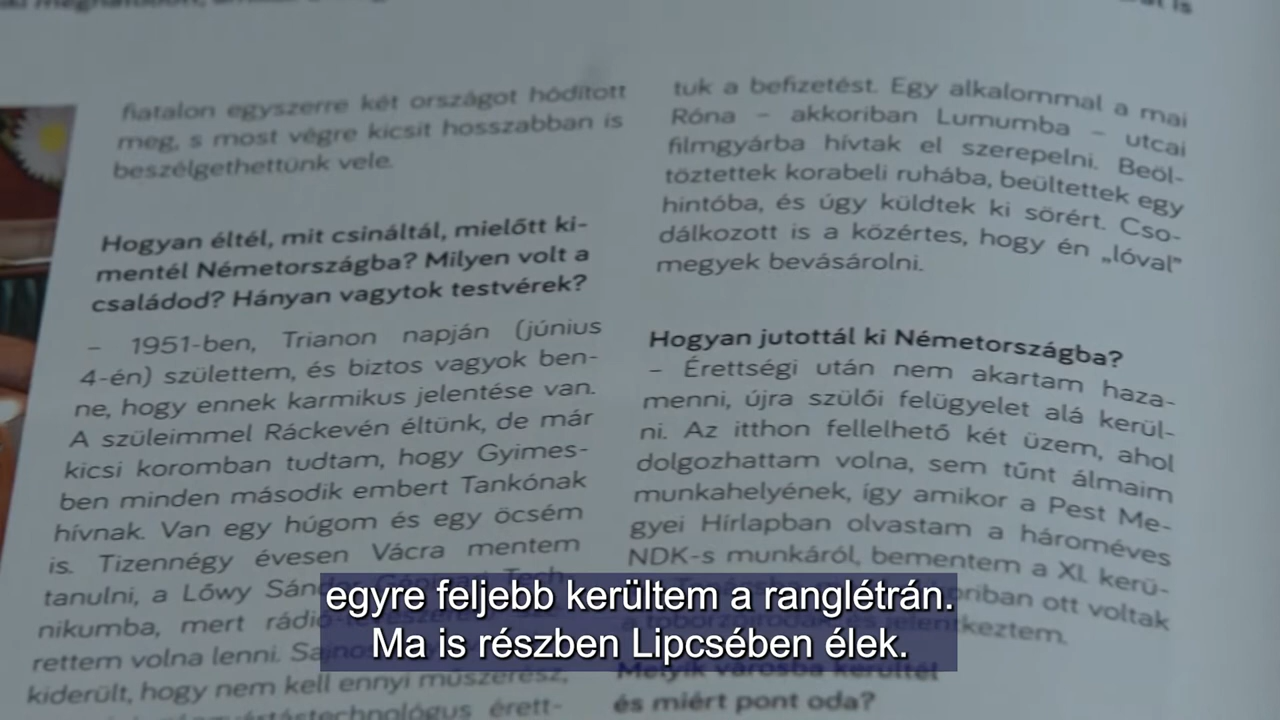 fiatalon egyszerre két országot hódított
meg, s most végre kicsit hosszabban is
beszélgethettünk vele.
Hogyan éltél, mit csináltál, mielőtt ki-
mentél Németországba? Milyen volt a
családod? Hányan vagytok testvérek?
– 1951-ben, Trianon napján (június
4-én) születtem, és biztos vagyok ben-
ne, hogy ennek karmikus jelentése van.
A szüleimmel Ráckevén éltünk, de már
kicsi koromban tudtam, hogy Gyimes-
ben minden második embert Tankónak
hívnak. Van egy húgom és egy öcsém
is. Tizennégy évesen Vácra mentem
tanulni, a Lőwy Sándor
nikumba, mert rádió
rettem volna lenni.
kiderült, hogy nem kell ennyi műszerész,
érett-
tuk a befizetést. Egy alkalommal a mai
Róna – akkoriban Lumumba – utcai
filmgyárba hívtak el szerepelni. Beöl-
töztettek korabeli ruhába, beültettek egy
hintóba, és úgy küldtek ki sörért. Cso-
dálkozott is a közértes, hogy én „lóval”
megyek bevásárolni.
Hogyan jutottál ki Németországba?
– Érettségi után nem akartam haza-
menni, újra szülői felügyelet alá kerül-
ni. Az itthon fellelhető két üzem, ahol
dolgozhattam volna, sem tűnt álmaim
munkahelyének, így amikor a Pest Me-
gyei Hírlapban olvastam a hároméves
NDK-s munkáról, bementem a XI. kerü-
ott voltak
jelentkeztem.
Melyik városba kerültél
és miért pont oda?
egyre feljebb kerültem a ranglétrán.
Ma is részben Lipcsében élek.